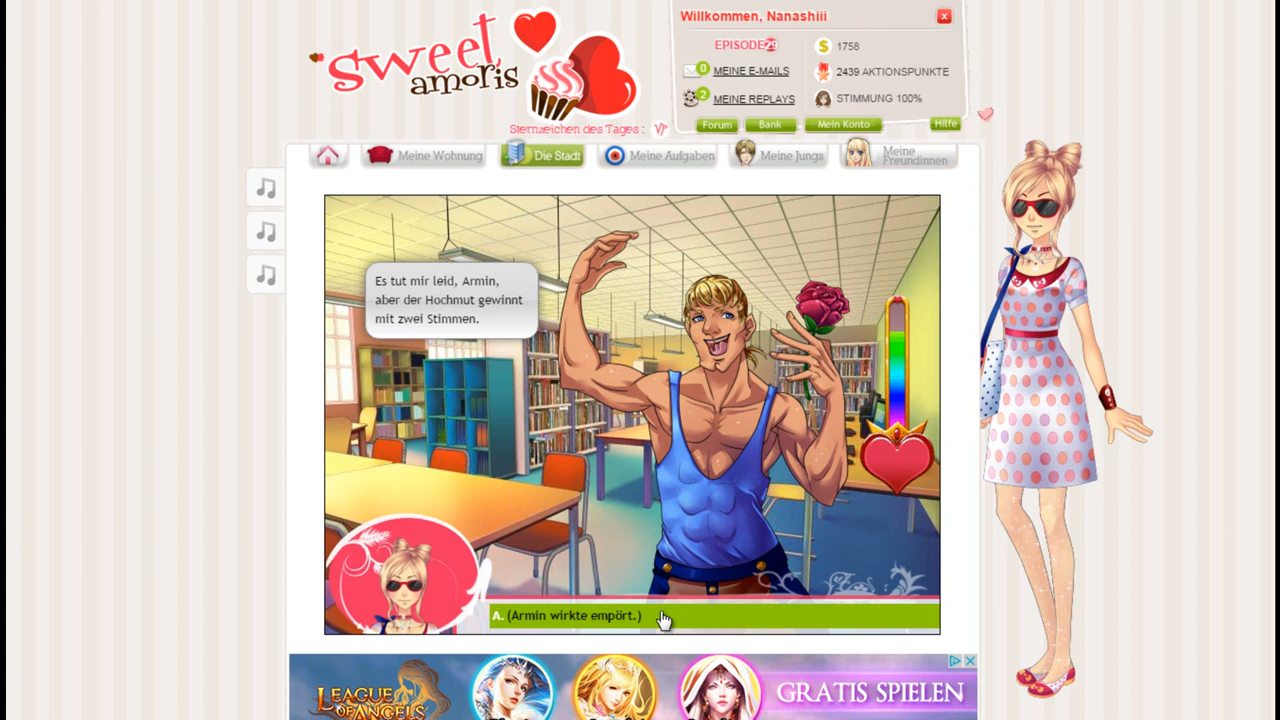 sweet
amoris
Willkommen, Nanashiii
x
EPISODE 29
1758
0
MEINE E-MAILS
2439 AKTIONSPUNKTE
2
MEINE REPLAYS
STIMMUNG 100%
Forum
Bank
Mein Konto
Hilfe
Sternzeichen des Tages :
Meine Wohnung
Die Stadt
Meine Aufgaben
Meine Jungs
Meine
Freundinnen
Es tut mir leid, Armin,
aber der Hochmut gewinnt
mit zwei Stimmen.
A. (Armin wirkte empört.)
LEAGUE
OF ANGELS
GRATIS SPIELEN